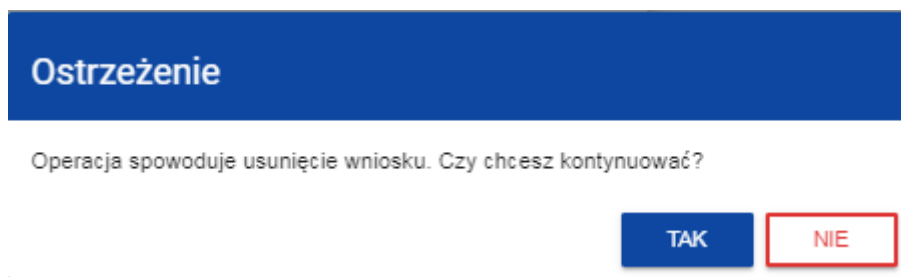 Ostrzeżenie
Operacja spowoduje usunięcie wniosku. Czy chcesz kontynuować?
TAK NIE